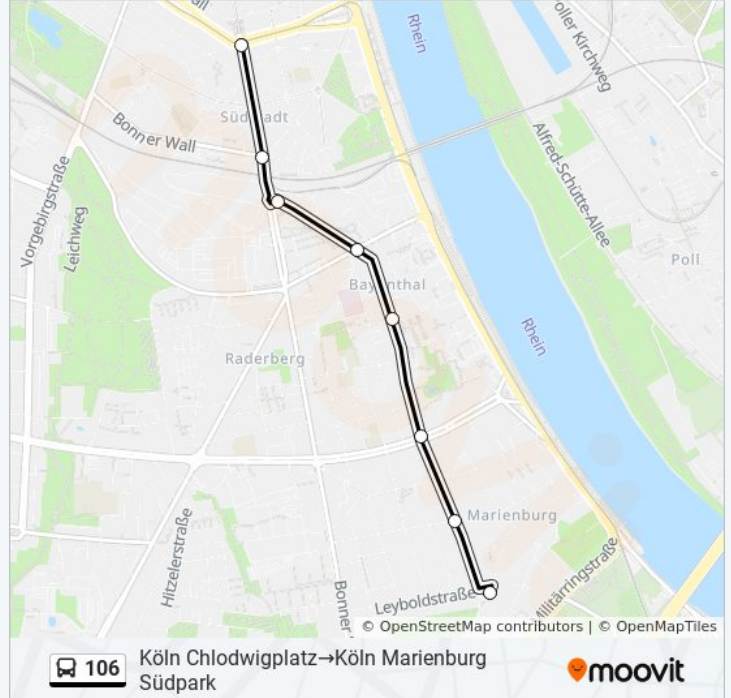 all
Rhein
oller Kirchweg
Südstadt
Bonner Wall
Alfred-Schütte-Allee
Vorgebirgstraße
Leichweg
Poll
Bayenthal
Rhein
Raderberg
Marienburg
Hitzelerstraße
Militärringstraße
Bonner
Leyboldstraße
© OpenStreetMap contributors | © OpenMapTiles
106
Köln Chlodwigplatz→Köln Marienburg
Südpark
moovit